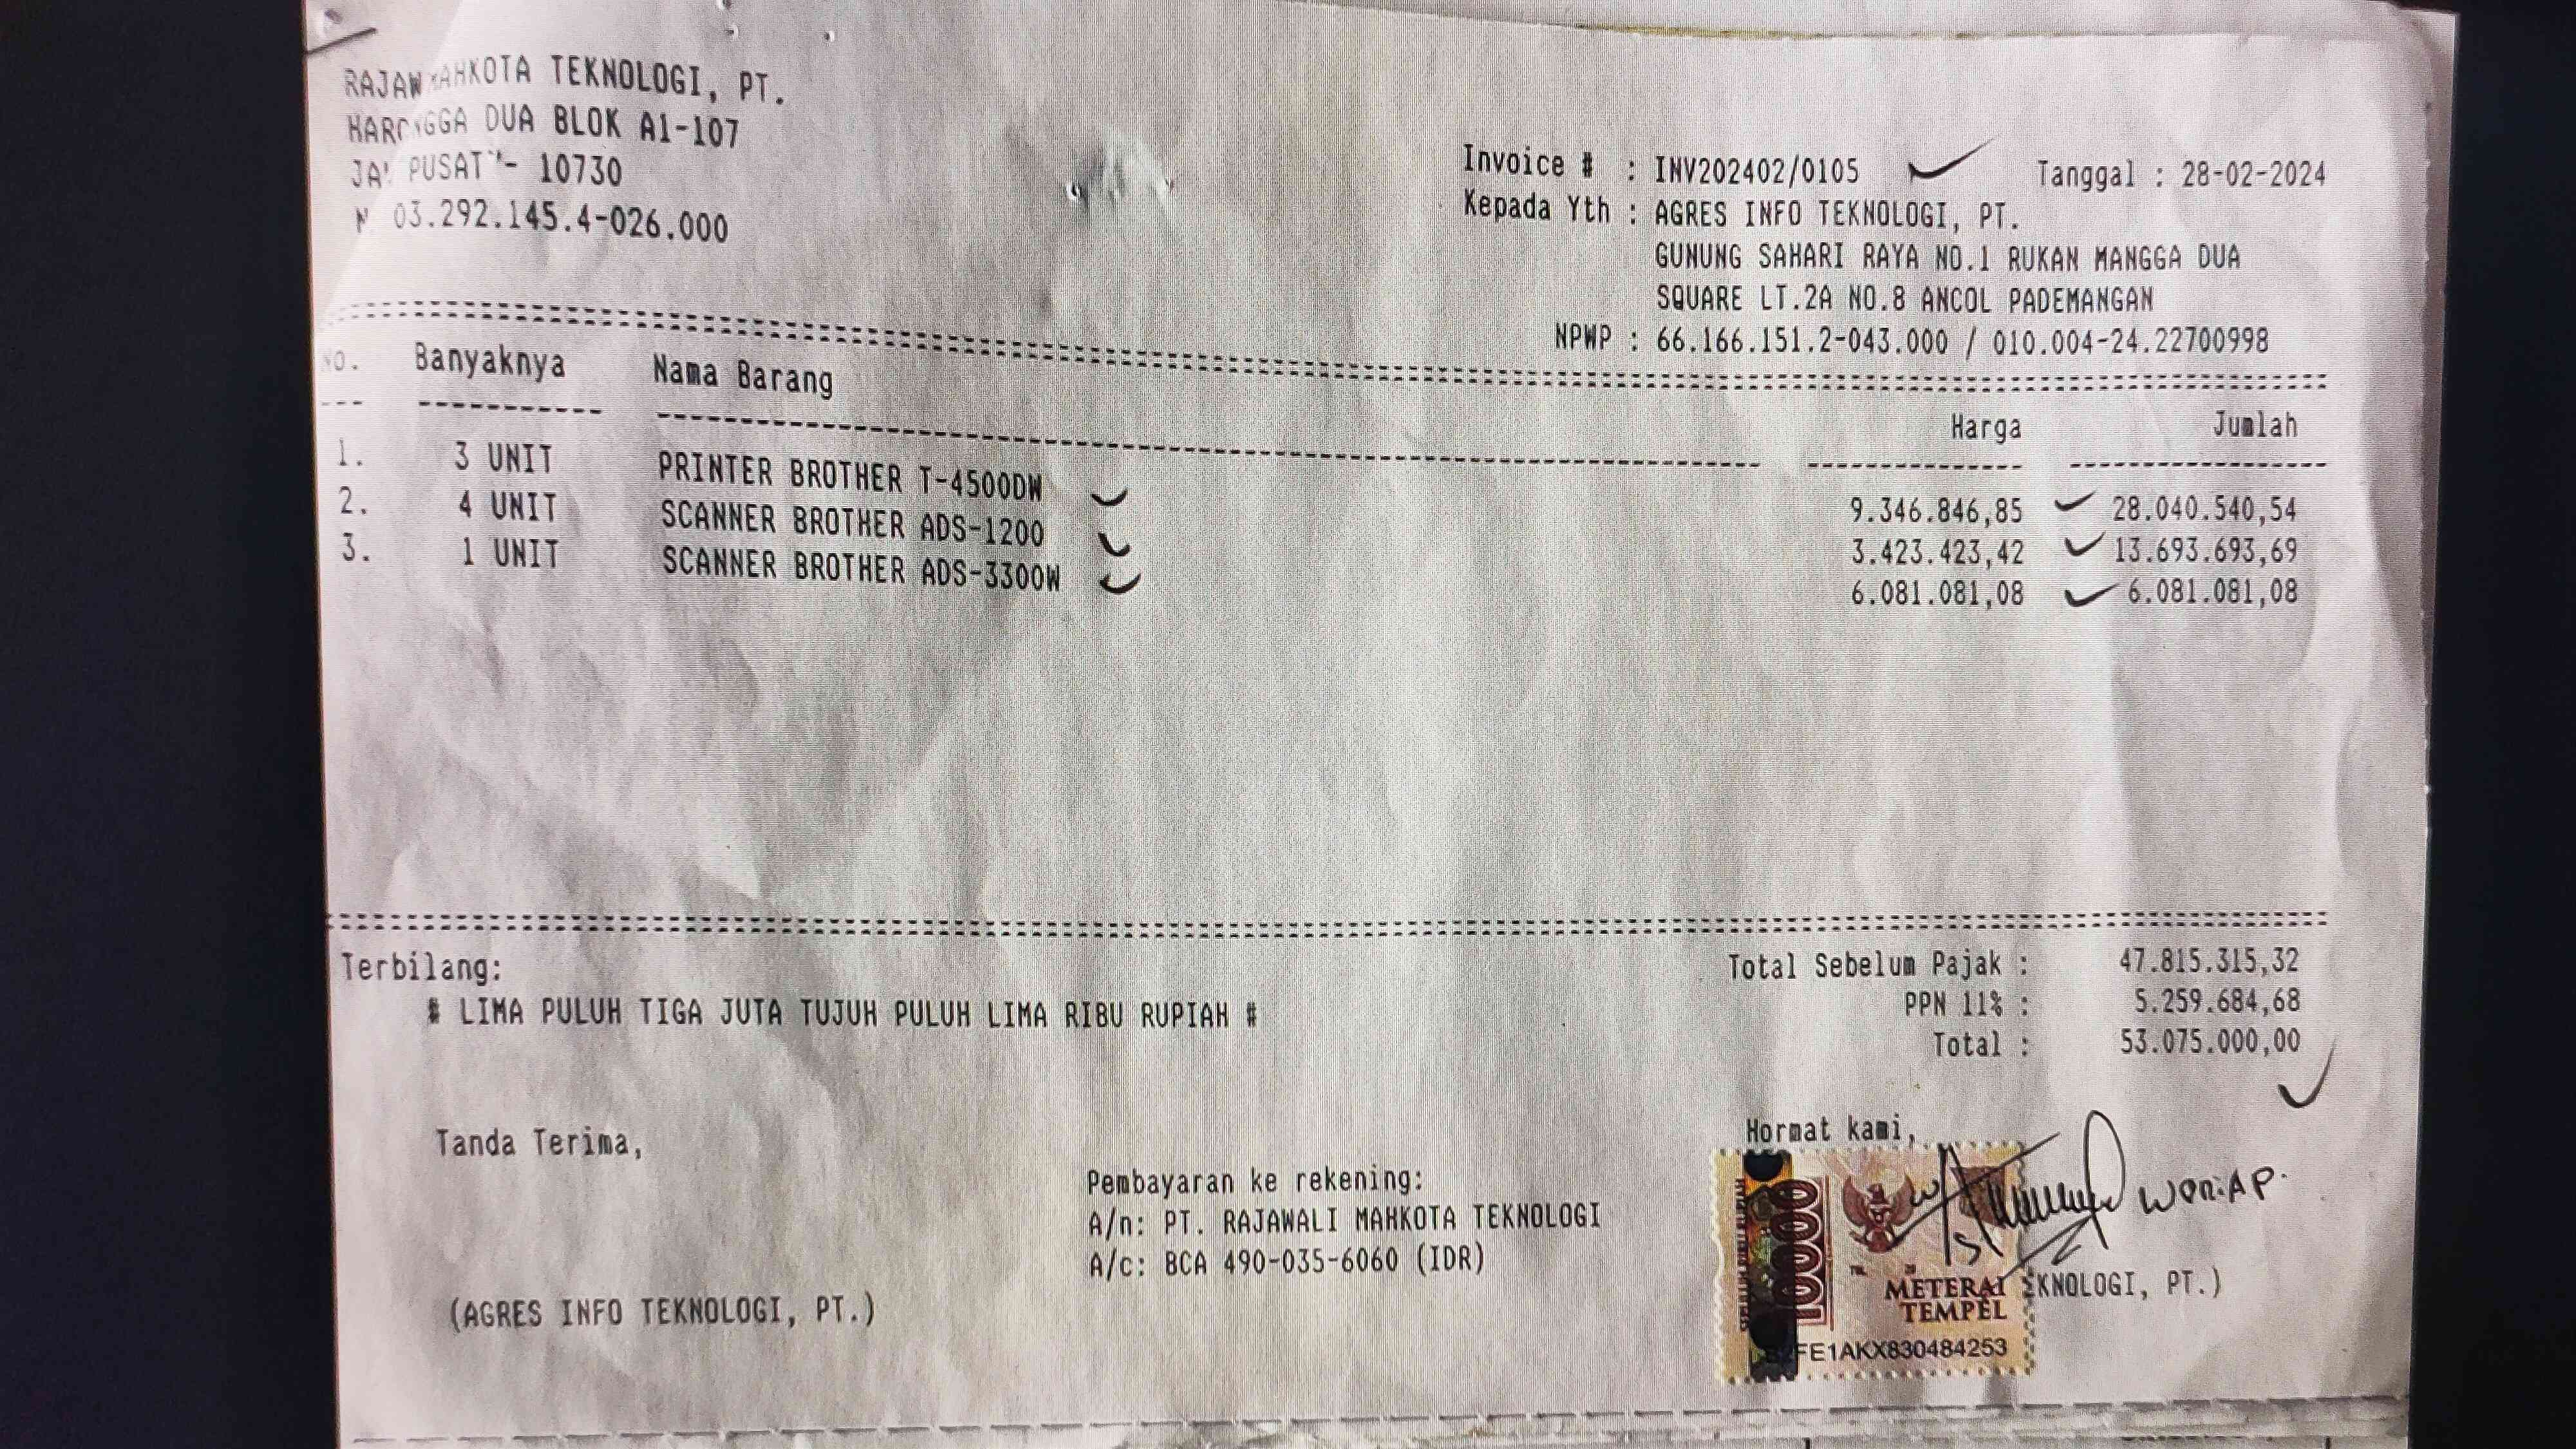 RAJAW AHKOTA TEKNOLOGI, PT.
HAR GGA DUA BLOK A1-107
JA PUSAT - 10730
N 03.292.145.4-026.000
Invoice # : INV202402/0105 Tanggal : 28-02-2024
Kepada Yth : AGRES INFO TEKNOLOGI, PT.
GUNUNG SAHARI RAYA NO.1 RUKAN MANGGA DUA
SQUARE LT.2A NO.8 ANCOL PADEMANGAN
NPWP : 66.166.151.2-043.000 / 010.004-24.22700998
No. Banyaknya Nama Barang Harga Jumlah
1. 3 UNIT PRINTER BROTHER T-4500DW 9.346.846,85 28.040.540,54
2. 4 UNIT SCANNER BROTHER ADS-1200 3.423.423,42 13.693.693,69
3. 1 UNIT SCANNER BROTHER ADS-3300W 6.081.081,08 6.081.081,08
Terbilang:
# LIMA PULUH TIGA JUTA TUJUH PULUH LIMA RIBU RUPIAH #
Total Sebelum Pajak : 47.815.315,32
PPN 11% : 5.259.684,68
Total : 53.075.000,00
Tanda Terima,
(AGRES INFO TEKNOLOGI, PT.)
Pembayaran ke rekening:
A/n: PT. RAJAWALI MAHKOTA TEKNOLOGI
A/c: BCA 490-035-6060 (IDR)
Hormat kami,
10000
TGL. 20
METERAI
TEMPEL
FE1AKX830484253
EKNOLOGI, PT.)